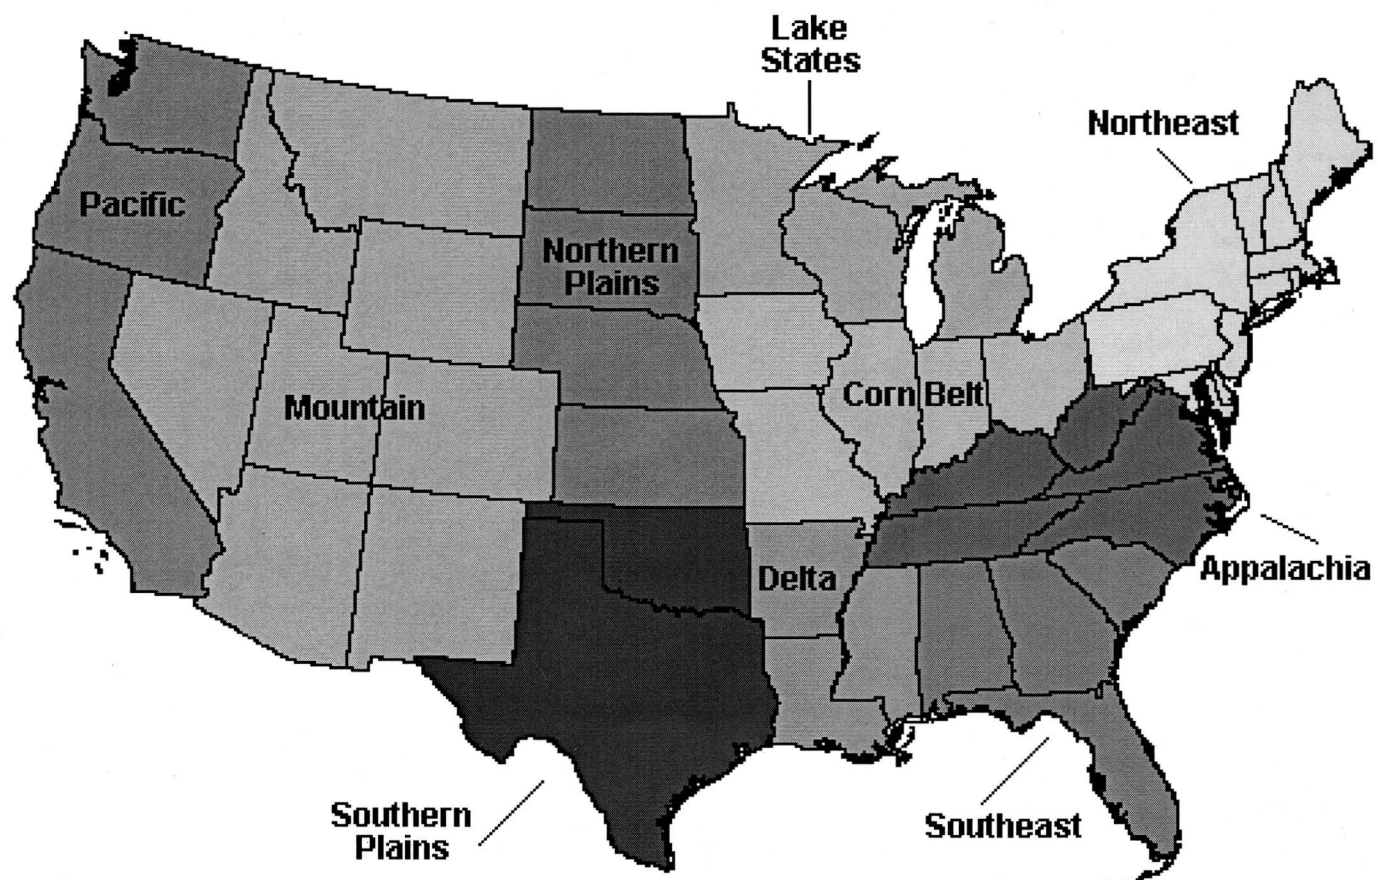 Lake
States
Northeast
Pacific
Northern
Plains
Mountain
Corn Belt
Delta
Appalachia
Southern
Plains
Southeast